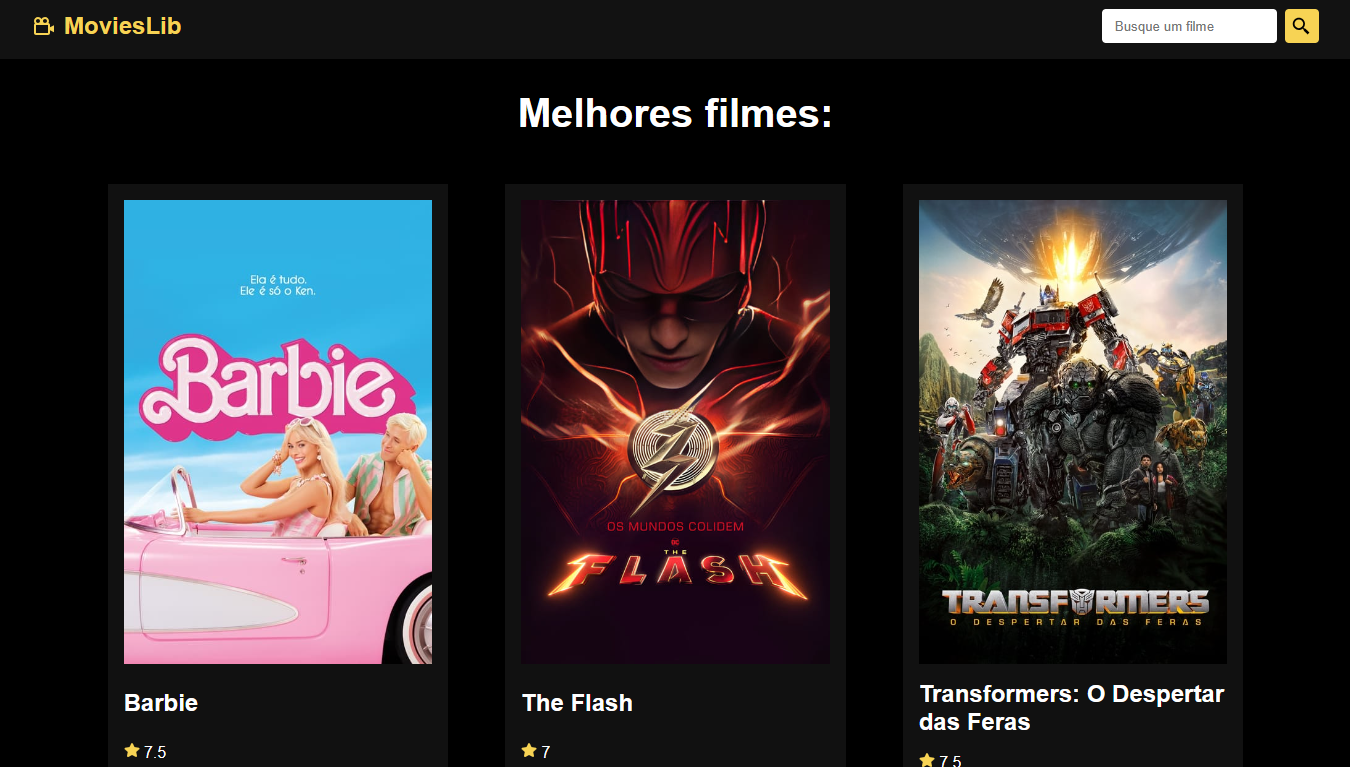 MoviesLib
Busque um filme
Melhores filmes:
Ela é tudo.
Ele é só o Ken.
Barbie
OS MUNDOS COLIDEM
DC
THE
FLASH
TRANSFORMERS
O DESPERTAR DAS FERAS
Barbie
The Flash
Transformers: O Despertar
das Feras
7.5
7
7.5